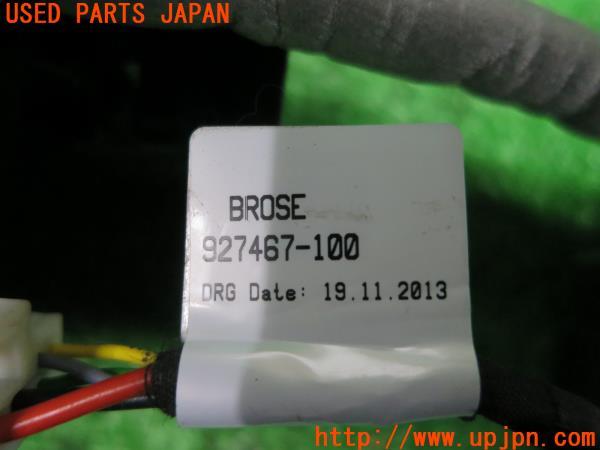 USED PARTS JAPAN
BROSE
927467-100
DRG Date: 19.11.2013
http://www.upjpn.com